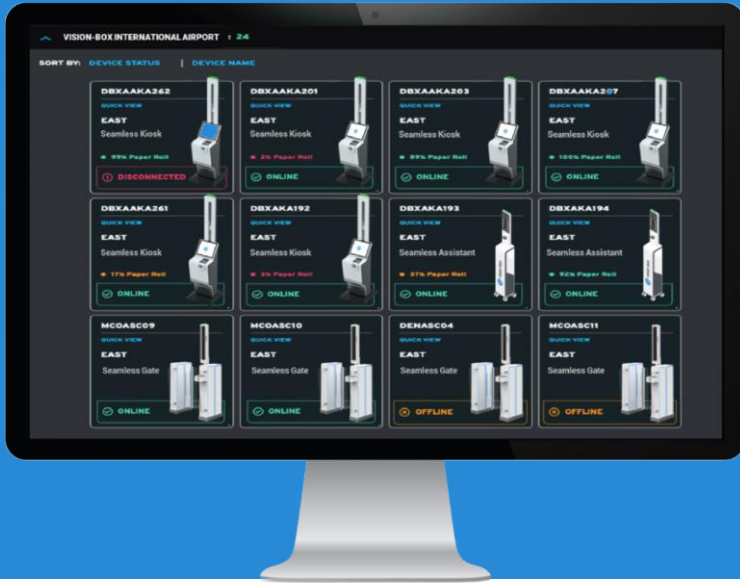 VISION-BOX INTERNATIONAL AIRPORT : 24
SORT BY: DEVICE STATUS | DEVICE NAME
DBXAAKA262
QUICK VIEW
EAST
Seamless Kiosk
99% Paper Roll
DISCONNECTED
DBXAAKA201
QUICK VIEW
EAST
Seamless Kiosk
2% Paper Roll
ONLINE
DBXAAKA203
QUICK VIEW
EAST
Seamless Kiosk
89% Paper Roll
ONLINE
DBXAAKA207
QUICK VIEW
EAST
Seamless Kiosk
100% Paper Roll
ONLINE
DBXAAKA261
QUICK VIEW
EAST
Seamless Kiosk
17% Paper Roll
ONLINE
DBXAKA192
QUICK VIEW
EAST
Seamless Kiosk
Paper Roll
ONLINE
DBXAKA193
QUICK VIEW
EAST
Seamless Assistant
37% Paper Roll
ONLINE
DBXAKA194
QUICK VIEW
EAST
Seamless Assistant
92% Paper Roll
ONLINE
MCOASC09
QUICK VIEW
EAST
Seamless Gate
ONLINE
MCOASC10
QUICK VIEW
EAST
Seamless Gate
ONLINE
DENASC04
QUICK VIEW
EAST
Seamless Gate
OFFLINE
MCOASC11
QUICK VIEW
EAST
Seamless Gate
OFFLINE